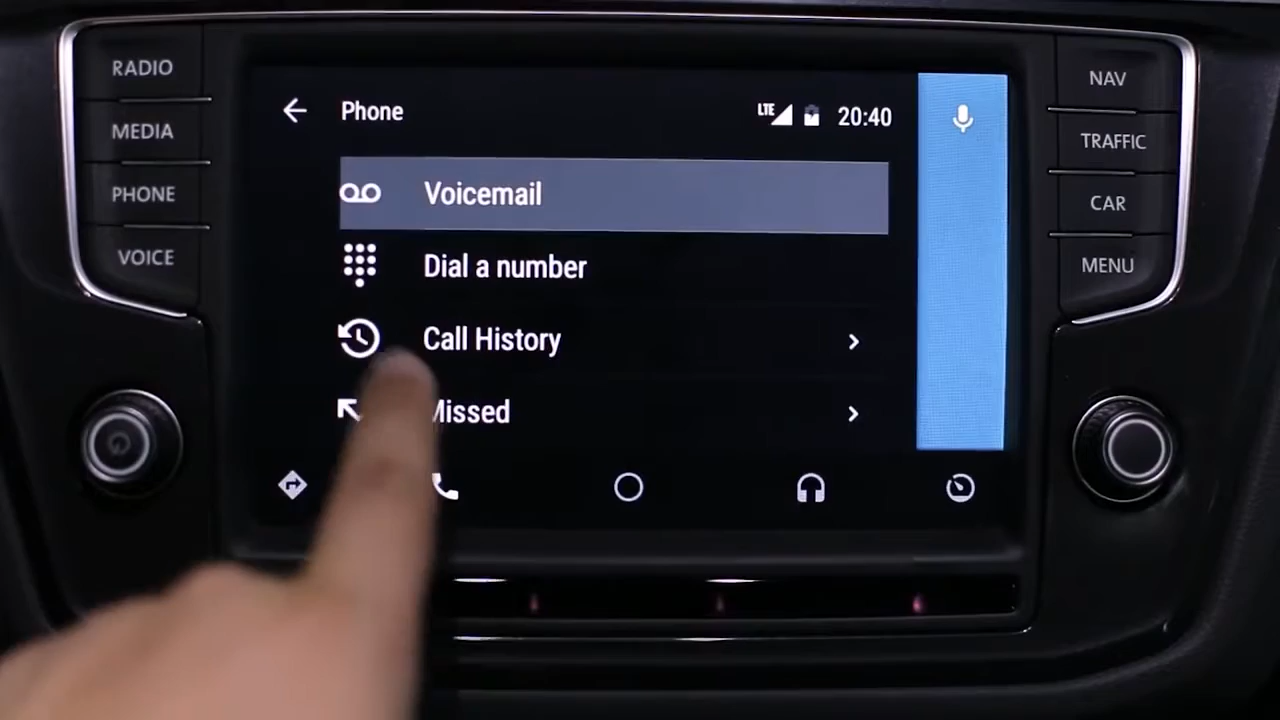 RADIO
MEDIA
PHONE
VOICE
Phone
LTE
20:40
Voicemail
Dial a number
Call History
Missed
NAV
TRAFFIC
CAR
MENU